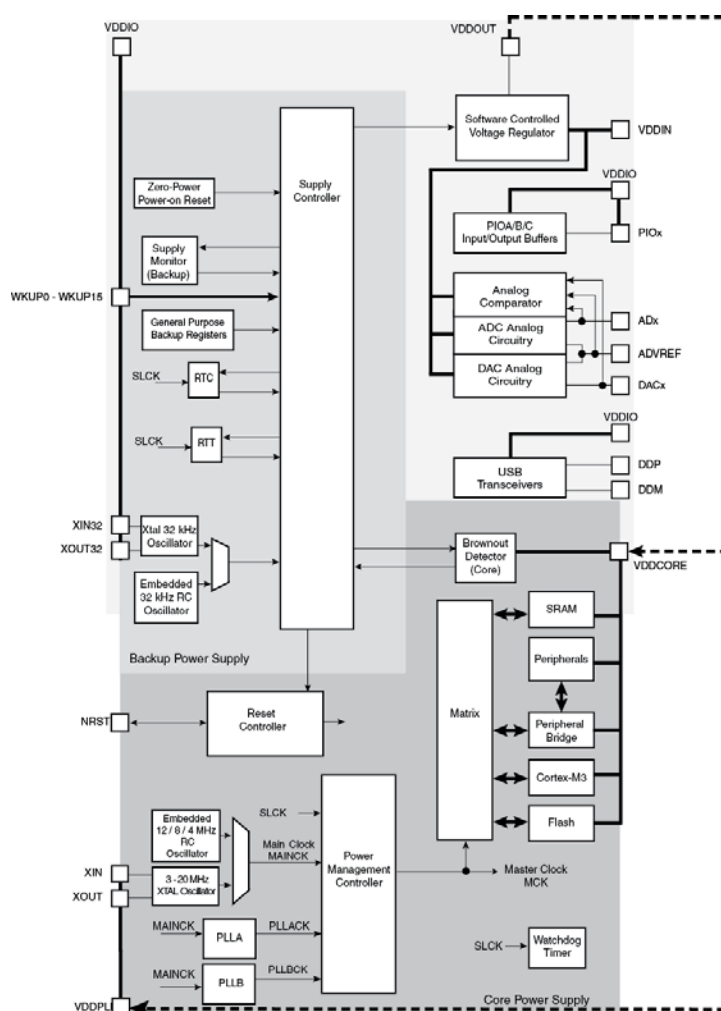 VDDIO
VDDOUT
Software Controlled
Voltage Regulator
VDDIN
Supply
Controller
Zero-Power
Power-on Reset
VDDIO
PIOA/B/C
Input/Output Buffers
PIOx
Supply
Monitor
(Backup)
WKUP0 - WKUP15
General Purpose
Backup Registers
Analog
Comparator
ADx
ADC Analog
Circuitry
ADVREF
DAC Analog
Circuitry
DACx
SLCK
RTC
SLCK
RTT
VDDIO
USB
Transceivers
DDP
DDM
XIN32
XOUT32
Xtal 32 kHz
Oscillator
Embedded
32 kHz RC
Oscillator
Brownout
Detector
(Core)
VDDCORE
Backup Power Supply
SRAM
Peripherals
Matrix
Peripheral
Bridge
Cortex-M3
Flash
NRST
Reset
Controller
Embedded
12 / 8 / 4 MHz
RC
Oscillator
SLCK
Main Clock
MAINCK
Power
Management
Controller
Master Clock
MCK
XIN
XOUT
3 - 20 MHz
XTAL Oscillator
MAINCK
PLLA
PLLACK
SLCK
Watchdog
Timer
MAINCK
PLLB
PLLBCK
VDDPLL
Core Power Supply